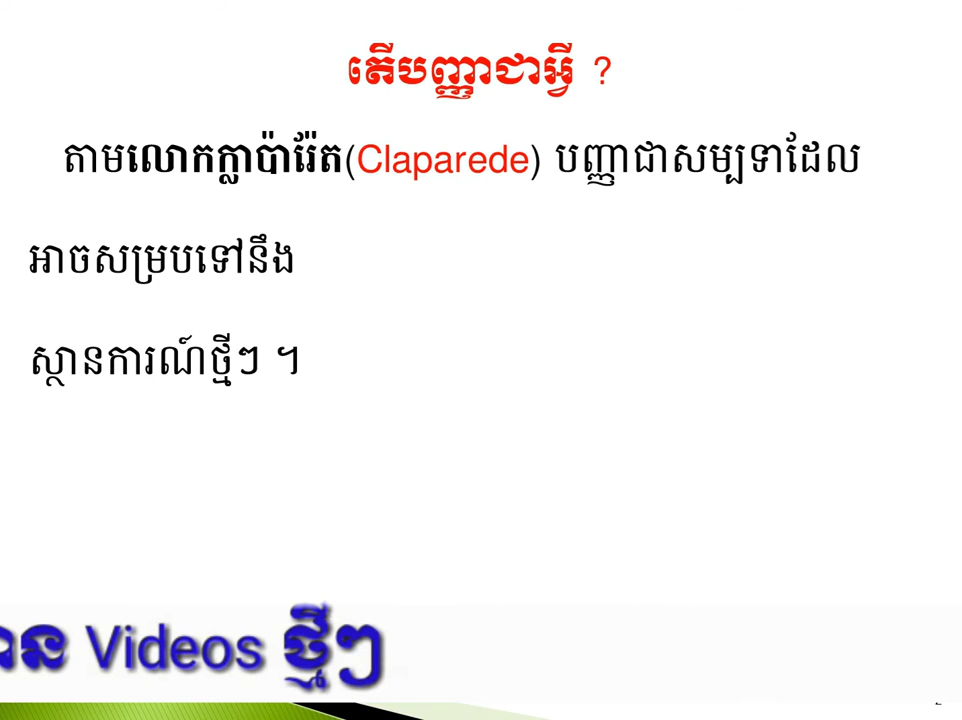 តើបញ្ញាជាអ្វី ?
តាមលោកក្លាប៉ារ៉ែត(Claparede) បញ្ញាជាសម្បទាដែល
អាចសម្របទៅនឹង
ស្ថានការណ៍ថ្មីៗ ។
Videos ថ្មីៗ